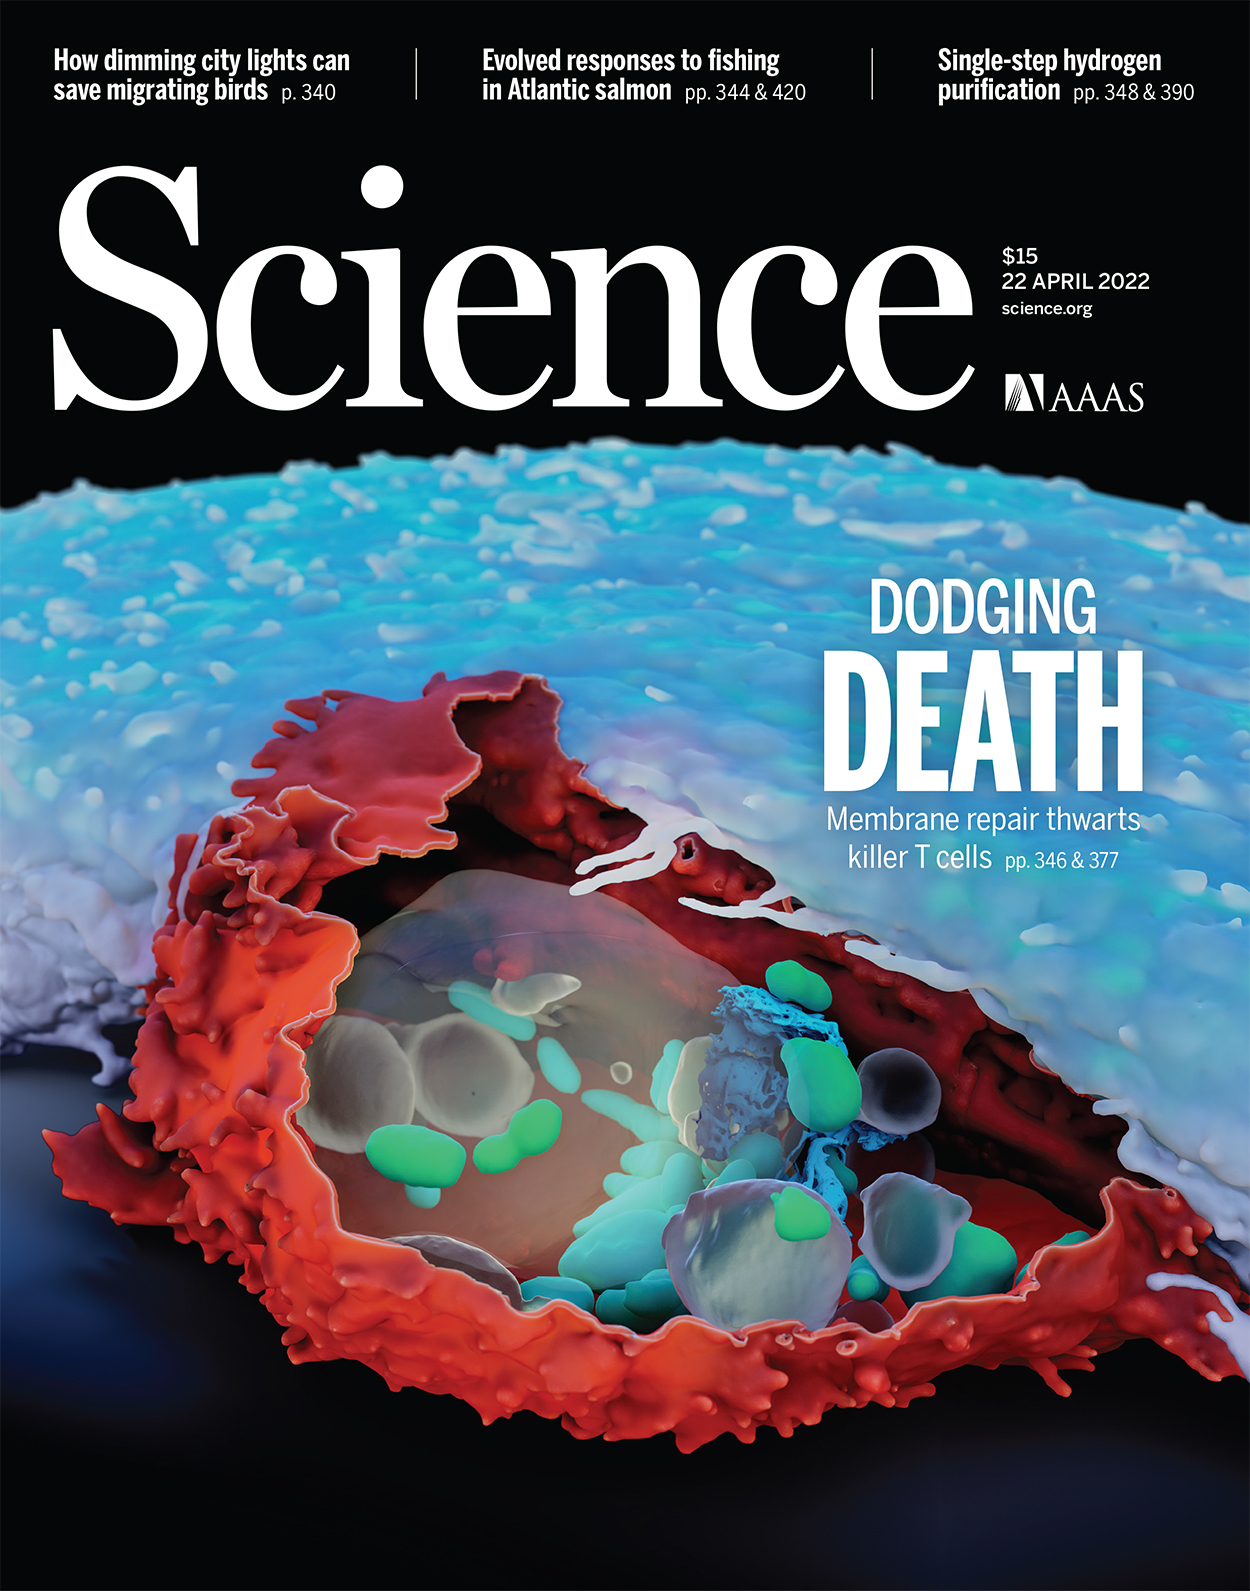 How dimming city lights can
save migrating birds p. 340
Evolved responses to fishing
in Atlantic salmon pp. 344 & 420
Single-step hydrogen
purification pp. 348 & 390
Science
$15
22 APRIL 2022
science.org
AAAS
DODGING
DEATH
Membrane repair thwarts
killer T cells pp. 346 & 377